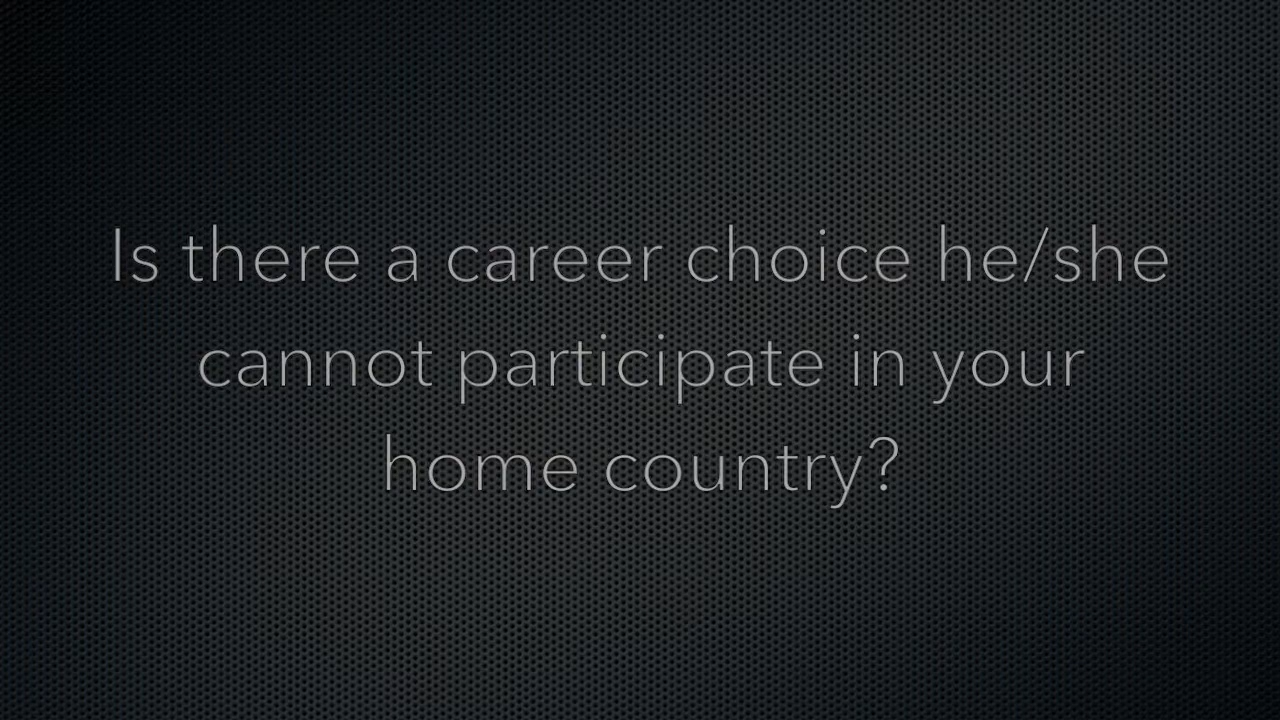 Is there a career choice he/she
cannot participate in your
home country?